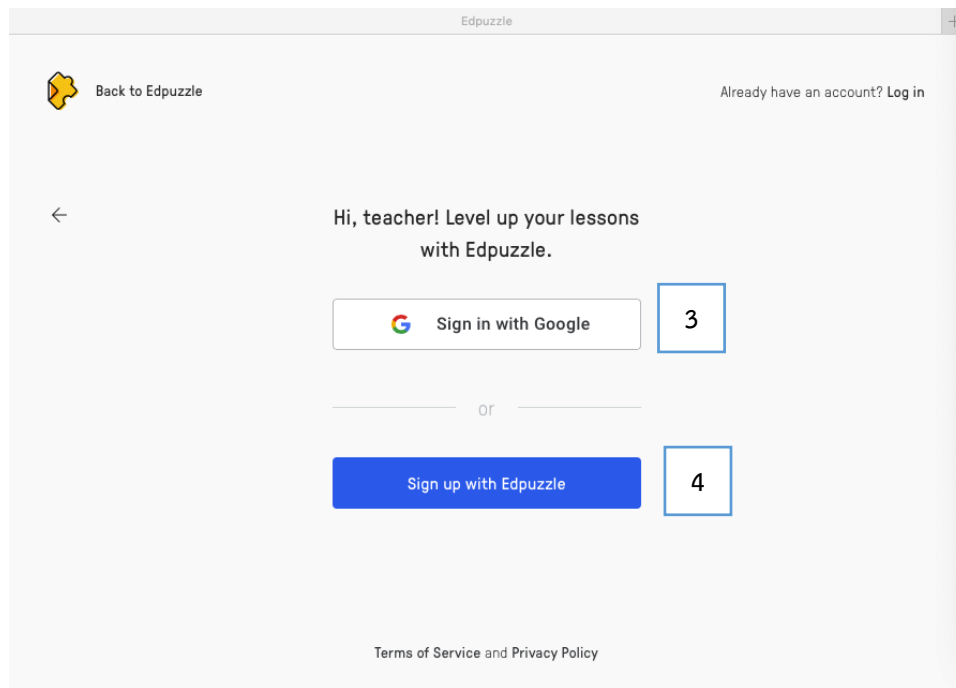 Edpuzzle
Back to Edpuzzle
Already have an account? Log in
Hi, teacher! Level up your lessons
with Edpuzzle.
Sign in with Google
3
or
Sign up with Edpuzzle
4
Terms of Service and Privacy Policy